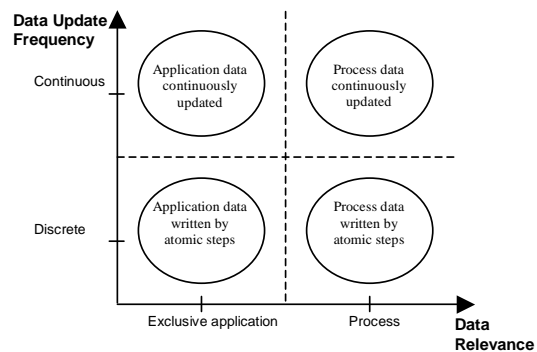 Data Update
Frequency
Continuous
Application data
continuously
updated
Process data
continuously
updated
Discrete
Application data
written by
atomic steps
Process data
written by
atomic steps
Exclusive application
Process
Data
Relevance